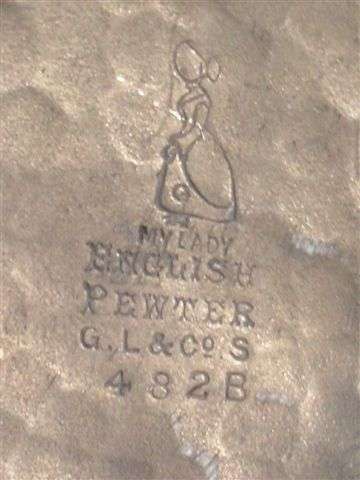 MY LADY
ENGLISH
PEWTER
G.L & Co. S
482B